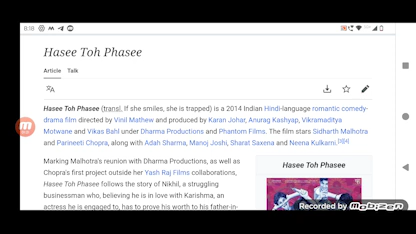 8:18
Hasee Toh Phasee
Article Talk
Hasee Toh Phasee (transl. If she smiles, she is trapped) is a 2014 Indian Hindi-language romantic comedy-
drama film directed by Vinil Mathew and produced by Karan Johar, Anurag Kashyap, Vikramaditya
Motwane and Vikas Bahl under Dharma Productions and Phantom Films. The film stars Sidharth Malhotra
and Parineeti Chopra, along with Adah Sharma, Manoj Joshi, Sharat Saxena and Neena Kulkarni.[3][4]
Marking Malhotra's reunion with Dharma Productions, as well as
Chopra's first project outside her Yash Raj Films collaborations,
Hasee Toh Phasee follows the story of Nikhil, a struggling
businessman who, believing he is in love with Karishma, an
actress he is engaged to, has to prove his worth to his father-in-
Hasee Toh Phasee
Recorded by Mobizen